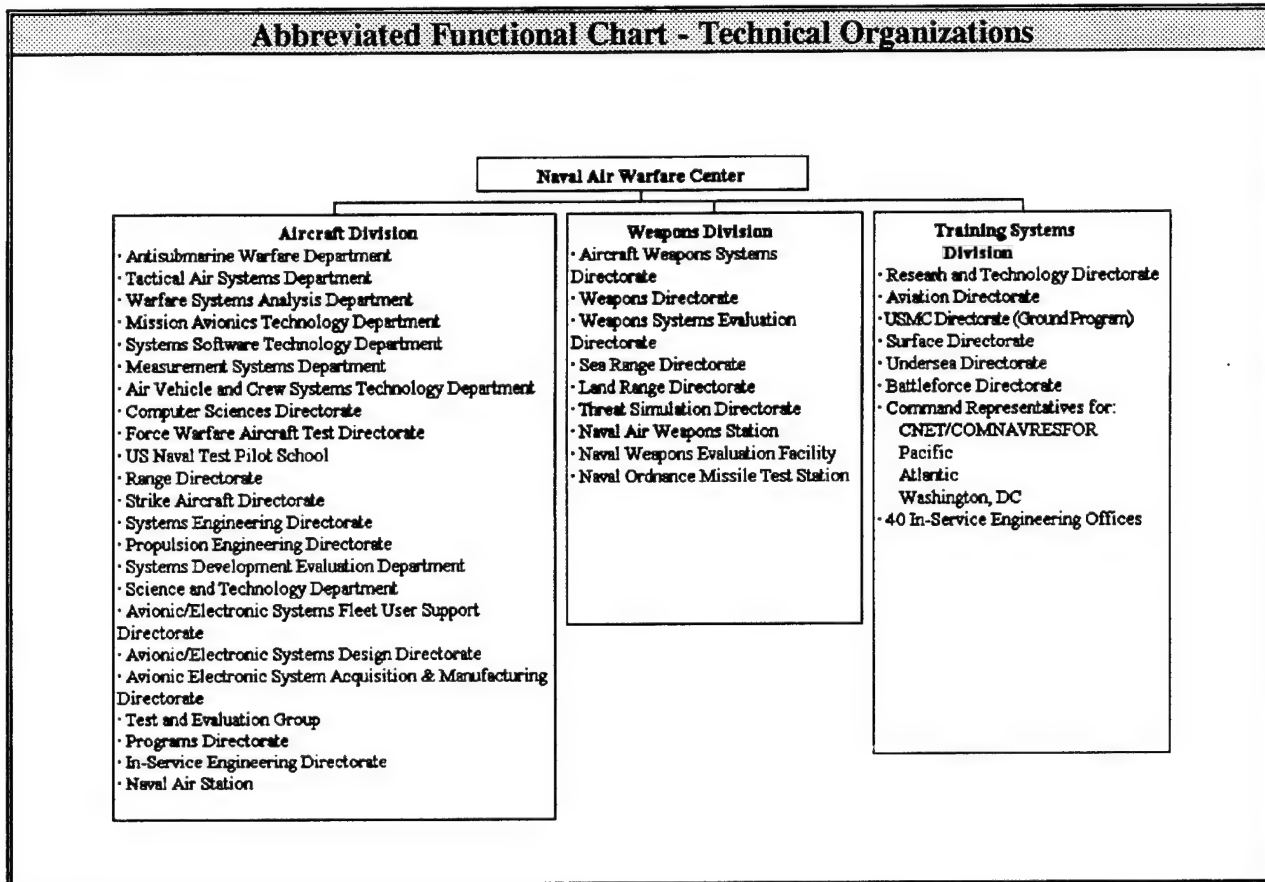 Abbreviated Functional Chart - Technical Organizations
Naval Air Warfare Center
Aircraft Division
· Antisubmarine Warfare Department
· Tactical Air Systems Department
· Warfare Systems Analysis Department
· Mission Avionics Technology Department
· Systems Software Technology Department
· Measurement Systems Department
· Air Vehicle and Crew Systems Technology Department
· Computer Sciences Directorate
· Force Warfare Aircraft Test Directorate
· US Naval Test Pilot School
· Range Directorate
· Strike Aircraft Directorate
· Systems Engineering Directorate
· Propulsion Engineering Directorate
· Systems Development Evaluation Department
· Science and Technology Department
· Avionic/Electronic Systems Fleet User Support
Directorate
· Avionic/Electronic Systems Design Directorate
· Avionic Electronic System Acquisition & Manufacturing
Directorate
· Test and Evaluation Group
· Programs Directorate
· In-Service Engineering Directorate
· Naval Air Station
Weapons Division
· Aircraft Weapons Systems
Directorate
· Weapons Directorate
· Weapons Systems Evaluation
Directorate
· Sea Range Directorate
· Land Range Directorate
· Threat Simulation Directorate
· Naval Air Weapons Station
· Naval Weapons Evaluation Facility
· Naval Ordnance Missile Test Station
Training Systems
Division
· Researh and Technology Directorate
· Aviation Directorate
· USMC Directorate (Ground Program)
· Surface Directorate
· Undersea Directorate
· Battleforce Directorate
· Command Representatives for:
CNET/COMNAVRESFOR
Pacific
Atlantic
Washington, DC
· 40 In-Service Engineering Offices